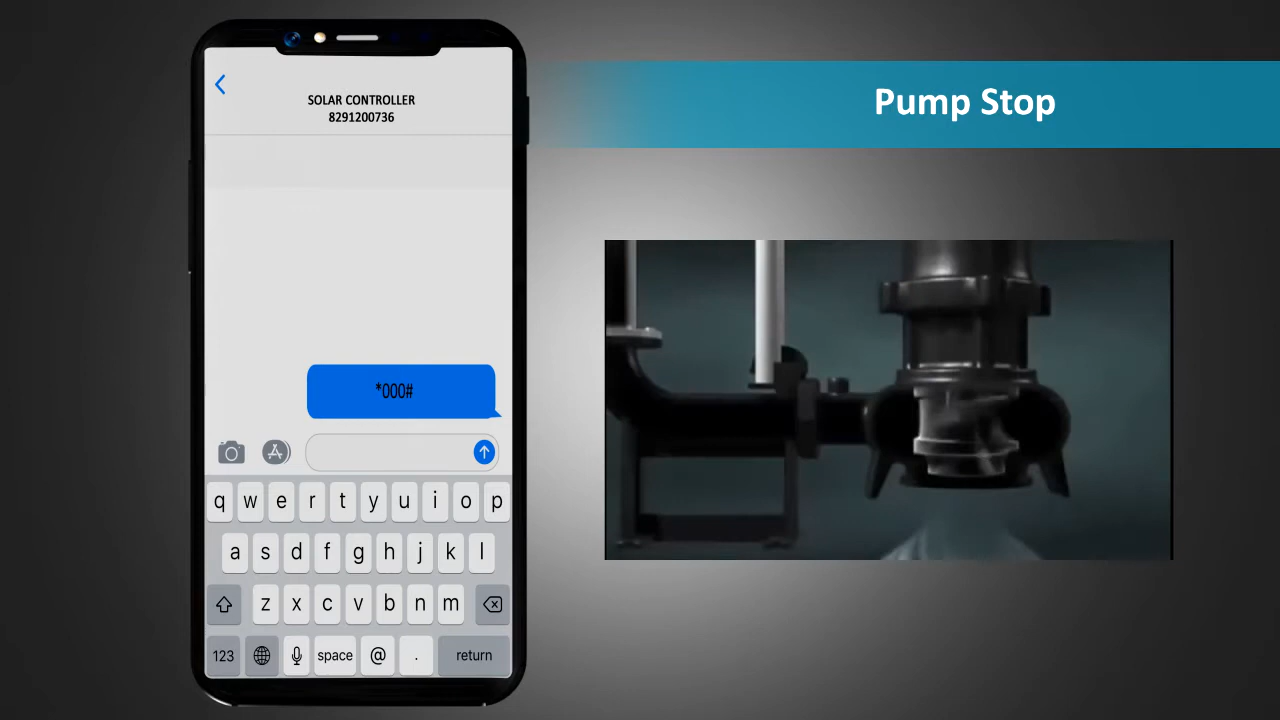 SOLAR CONTROLLER
8291200736
Pump Stop
*000#
q w e r t y u i o p
a s d f g h j k l
z x c v b n m
123 space @ . return